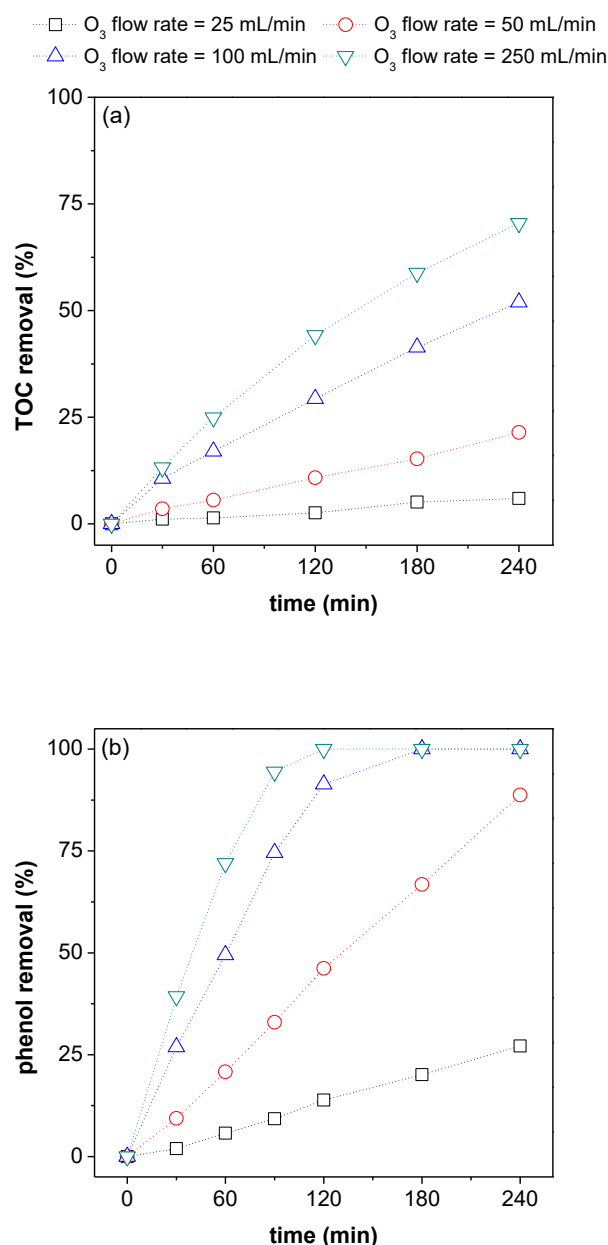 O₃ flow rate = 25 mL/min O₃ flow rate = 50 mL/min
O₃ flow rate = 100 mL/min O₃ flow rate = 250 mL/min
(a)
100
75
50
25
0
TOC removal (%)
0 60 120 180 240
time (min)
(b)
100
75
50
25
0
phenol removal (%)
0 60 120 180 240
time (min)